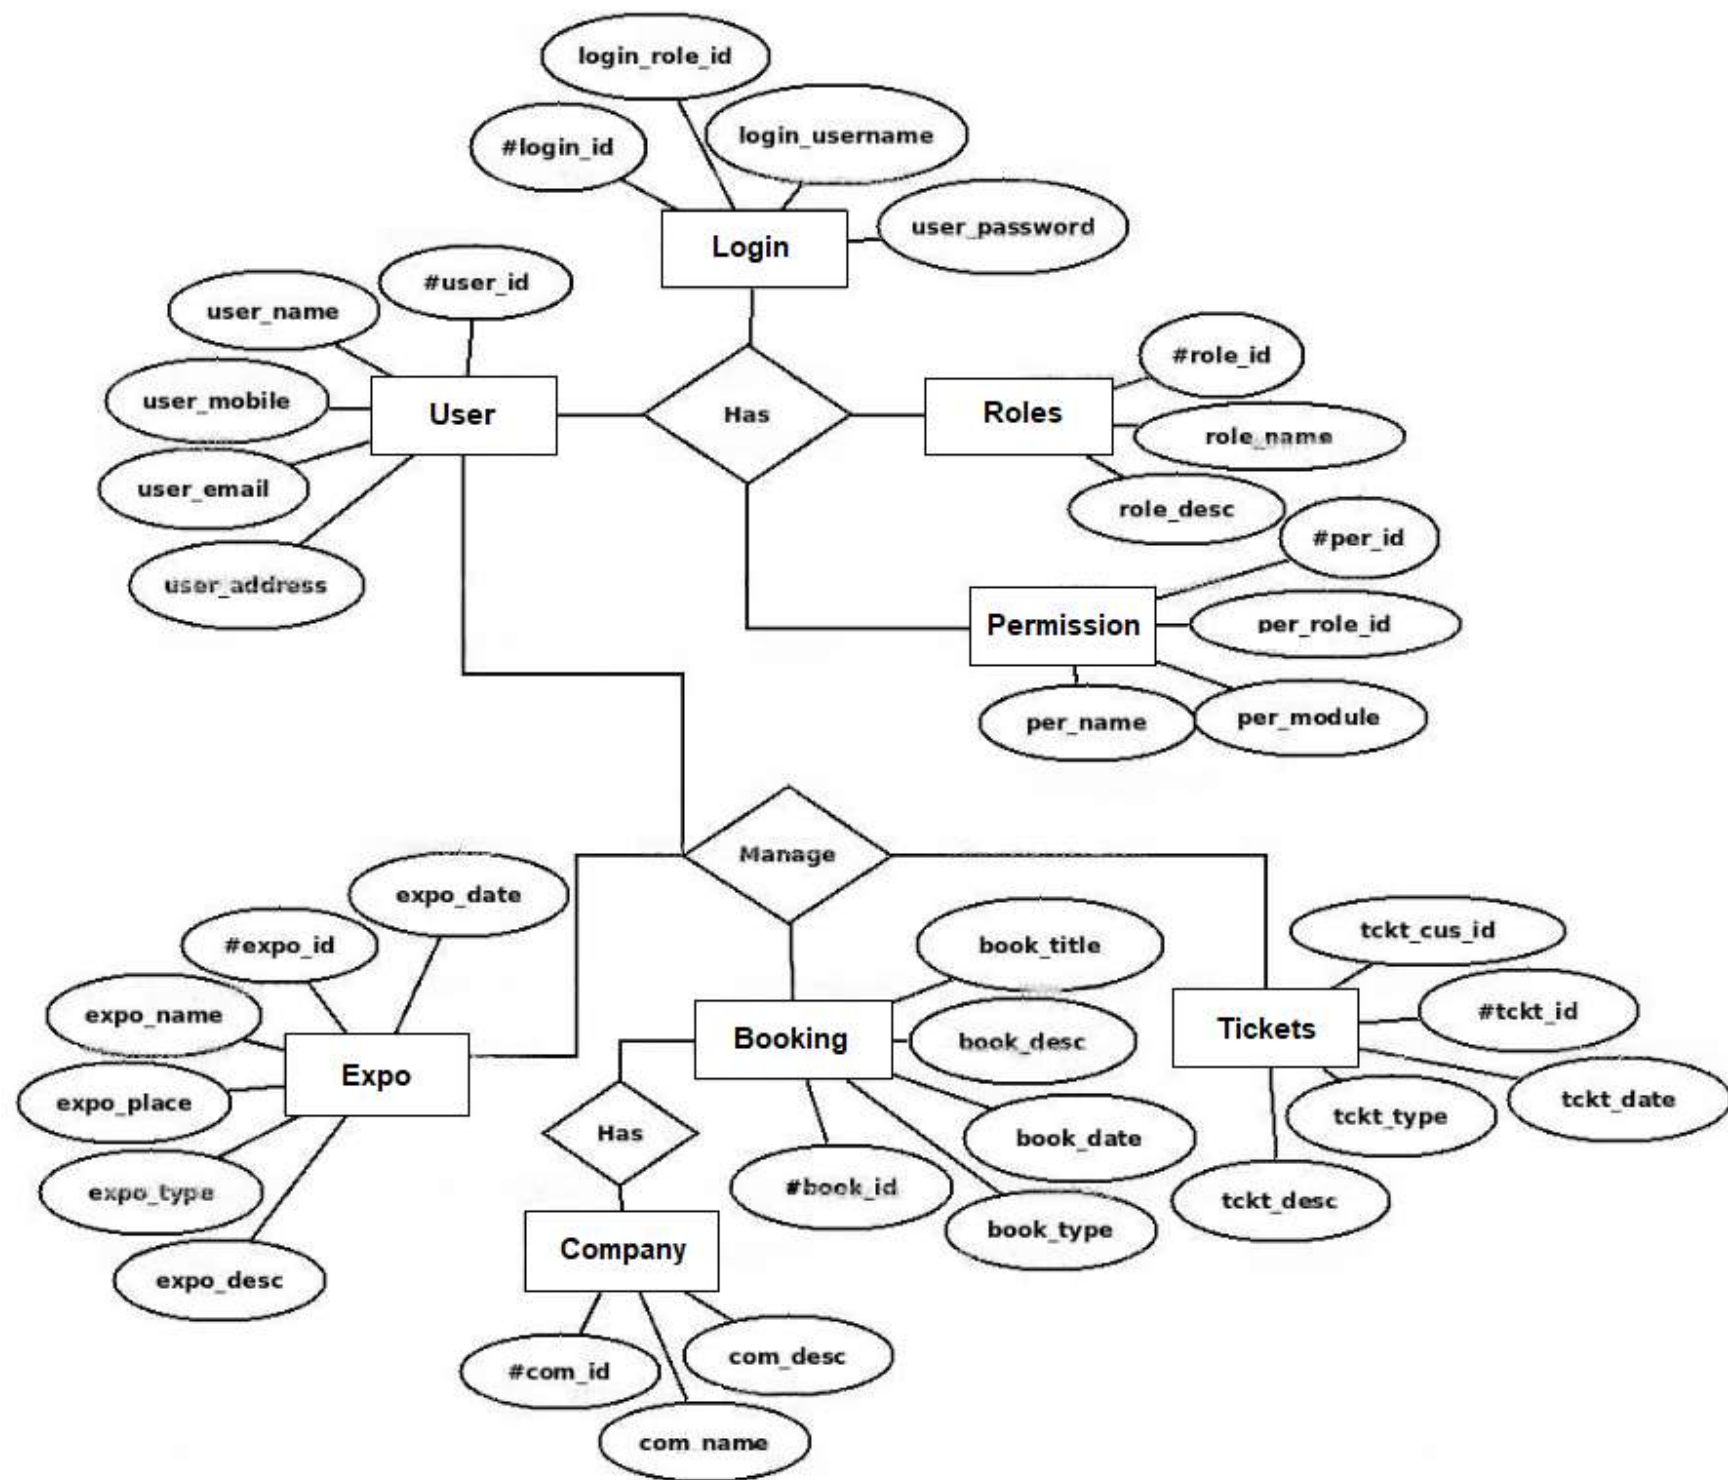 login_role_id
#login_id
login_username
user_password
Login
#user_id
user_name
user_mobile
User
user_email
user_address
Has
Roles
#role_id
role_name
role_desc
#per_id
Permission
per_role_id
per_name
per_module
Manage
expo_date
#expo_id
expo_name
Expo
expo_place
expo_type
expo_desc
book_title
Booking
book_desc
book_date
#book_id
book_type
tckt_cus_id
Tickets
#tckt_id
tckt_date
tckt_type
tckt_desc
Has
Company
#com_id
com_desc
com_name